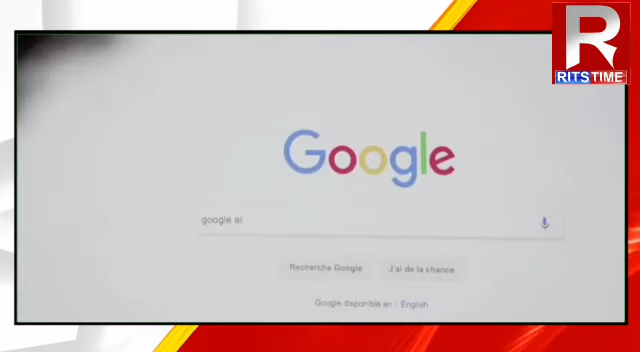 R
RITSTIME
Google
google.ai
Recherche Google J'ai de la chance
Google disponible en : English